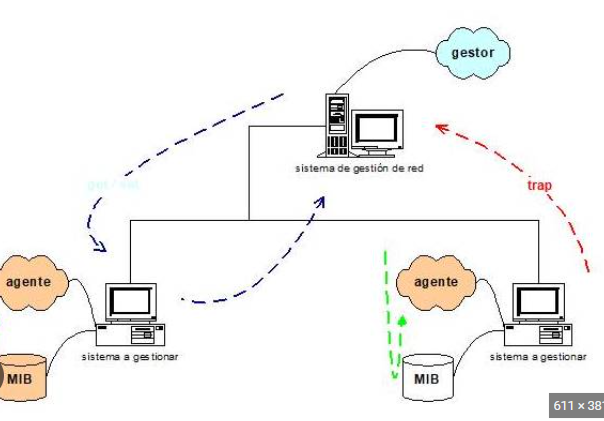 gestor
sistema de gestión de red
get / set
trap
agente
agente
sistema a gestionar
sistema a gestionar
MIB
MIB
611 × 381